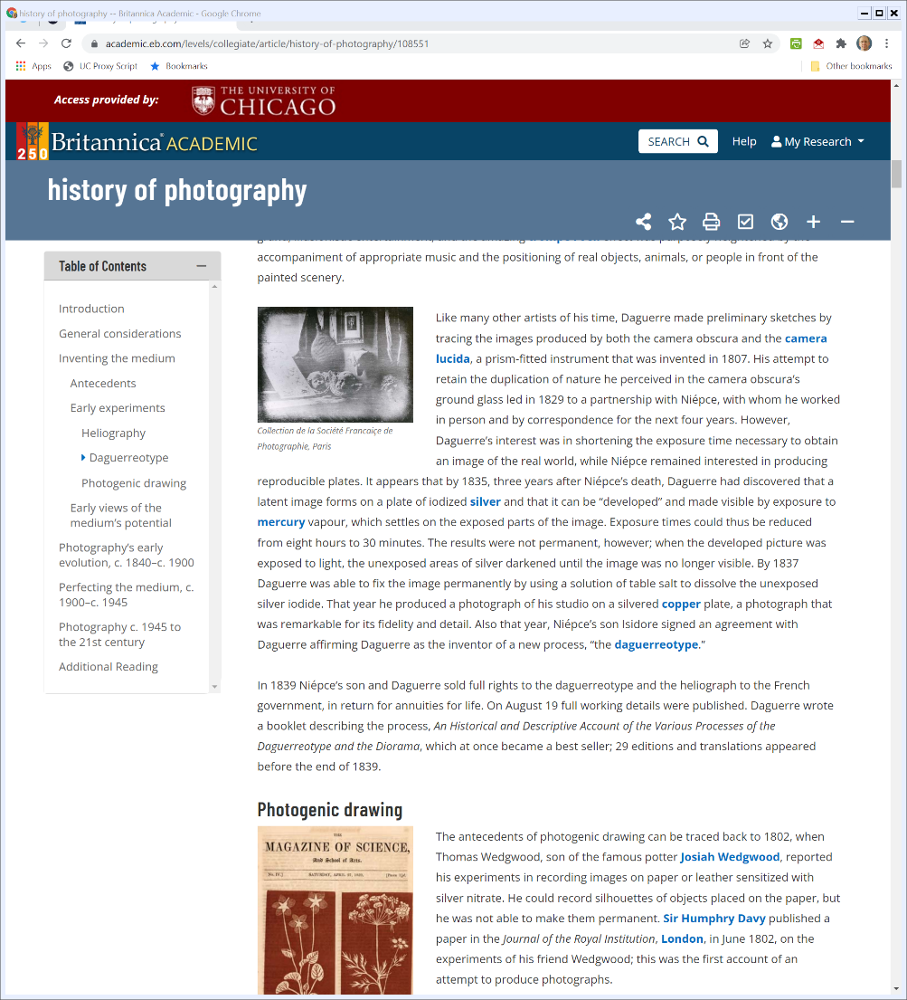 history of photography -- Britannica Academic - Google Chrome
academic.eb.com/levels/collegiate/article/history-of-photography/108551
Apps UC Proxy Script Bookmarks Other bookmarks
Access provided by: THE UNIVERSITY OF
CHICAGO
250 Britannica® ACADEMIC SEARCH Help My Research
history of photography
accompaniment of appropriate music and the positioning of real objects, animals, or people in front of the
painted scenery.
Table of Contents
Introduction
General considerations
Inventing the medium
Antecedents
Early experiments
Heliography
Daguerreotype
Photogenic drawing
Early views of the
medium's potential
Photography's early
evolution, c. 1840–c. 1900
Perfecting the medium, c.
1900–c. 1945
Photography c. 1945 to
the 21st century
Additional Reading
Collection de la Société Francaiçe de
Photographie, Paris
Like many other artists of his time, Daguerre made preliminary sketches by
tracing the images produced by both the camera obscura and the camera
lucida, a prism-fitted instrument that was invented in 1807. His attempt to
retain the duplication of nature he perceived in the camera obscura's
ground glass led in 1829 to a partnership with Niépce, with whom he worked
in person and by correspondence for the next four years. However,
Daguerre's interest was in shortening the exposure time necessary to obtain
an image of the real world, while Niépce remained interested in producing
reproducible plates. It appears that by 1835, three years after Niépce's death, Daguerre had discovered that a
latent image forms on a plate of iodized silver and that it can be “developed” and made visible by exposure to
mercury vapour, which settles on the exposed parts of the image. Exposure times could thus be reduced
from eight hours to 30 minutes. The results were not permanent, however; when the developed picture was
exposed to light, the unexposed areas of silver darkened until the image was no longer visible. By 1837
Daguerre was able to fix the image permanently by using a solution of table salt to dissolve the unexposed
silver iodide. That year he produced a photograph of his studio on a silvered copper plate, a photograph that
was remarkable for its fidelity and detail. Also that year, Niépce's son Isidore signed an agreement with
Daguerre affirming Daguerre as the inventor of a new process, “the daguerreotype.”
In 1839 Niépce's son and Daguerre sold full rights to the daguerreotype and the heliograph to the French
government, in return for annuities for life. On August 19 full working details were published. Daguerre wrote
a booklet describing the process, An Historical and Descriptive Account of the Various Processes of the
Daguerreotype and the Diorama, which at once became a best seller; 29 editions and translations appeared
before the end of 1839.
Photogenic drawing
THE
MAGAZINE OF SCIENCE,
And School of Arts.
The antecedents of photogenic drawing can be traced back to 1802, when
Thomas Wedgwood, son of the famous potter Josiah Wedgwood, reported
his experiments in recording images on paper or leather sensitized with
silver nitrate. He could record silhouettes of objects placed on the paper, but
he was not able to make them permanent. Sir Humphry Davy published a
paper in the Journal of the Royal Institution, London, in June 1802, on the
experiments of his friend Wedgwood; this was the first account of an
attempt to produce photographs.